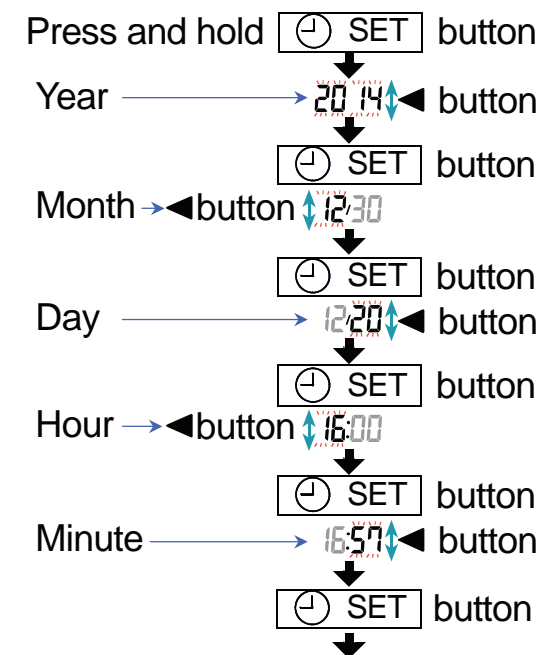 Press and hold SET button
Year 2014 ◀ button
SET button
Month ◀button 12/30
SET button
Day 12/20 ◀ button
SET button
Hour ◀button 16:00
SET button
Minute 16:57 ◀ button
SET button